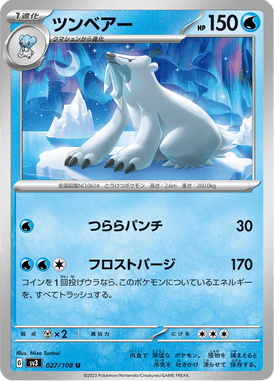 1進化
ツンベアー
HP 150
クマシュンから進化
全国図鑑 NO.0614 とうけつポケモン 高さ：2.6m 重さ：260.0kg
つららパンチ 30
フロストバージ 170
コインを1回投げウラなら、このポケモンについているエネルギーを、すべてトラッシュする。
弱点 ×2 抵抗力 にげる
Illus. Misa Tsutsui
G SV3 027/108 U
©2023 Pokémon/Nintendo/Creatures/GAME FREAK.